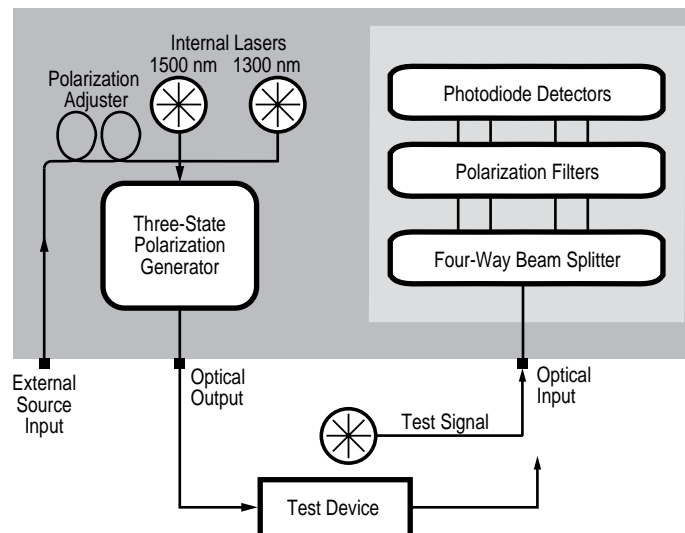 Internal Lasers
1500 nm 1300 nm
Polarization
Adjuster
Three-State
Polarization
Generator
Photodiode Detectors
Polarization Filters
Four-Way Beam Splitter
External
Source
Input
Optical
Output
Optical
Input
Test Signal
Test Device